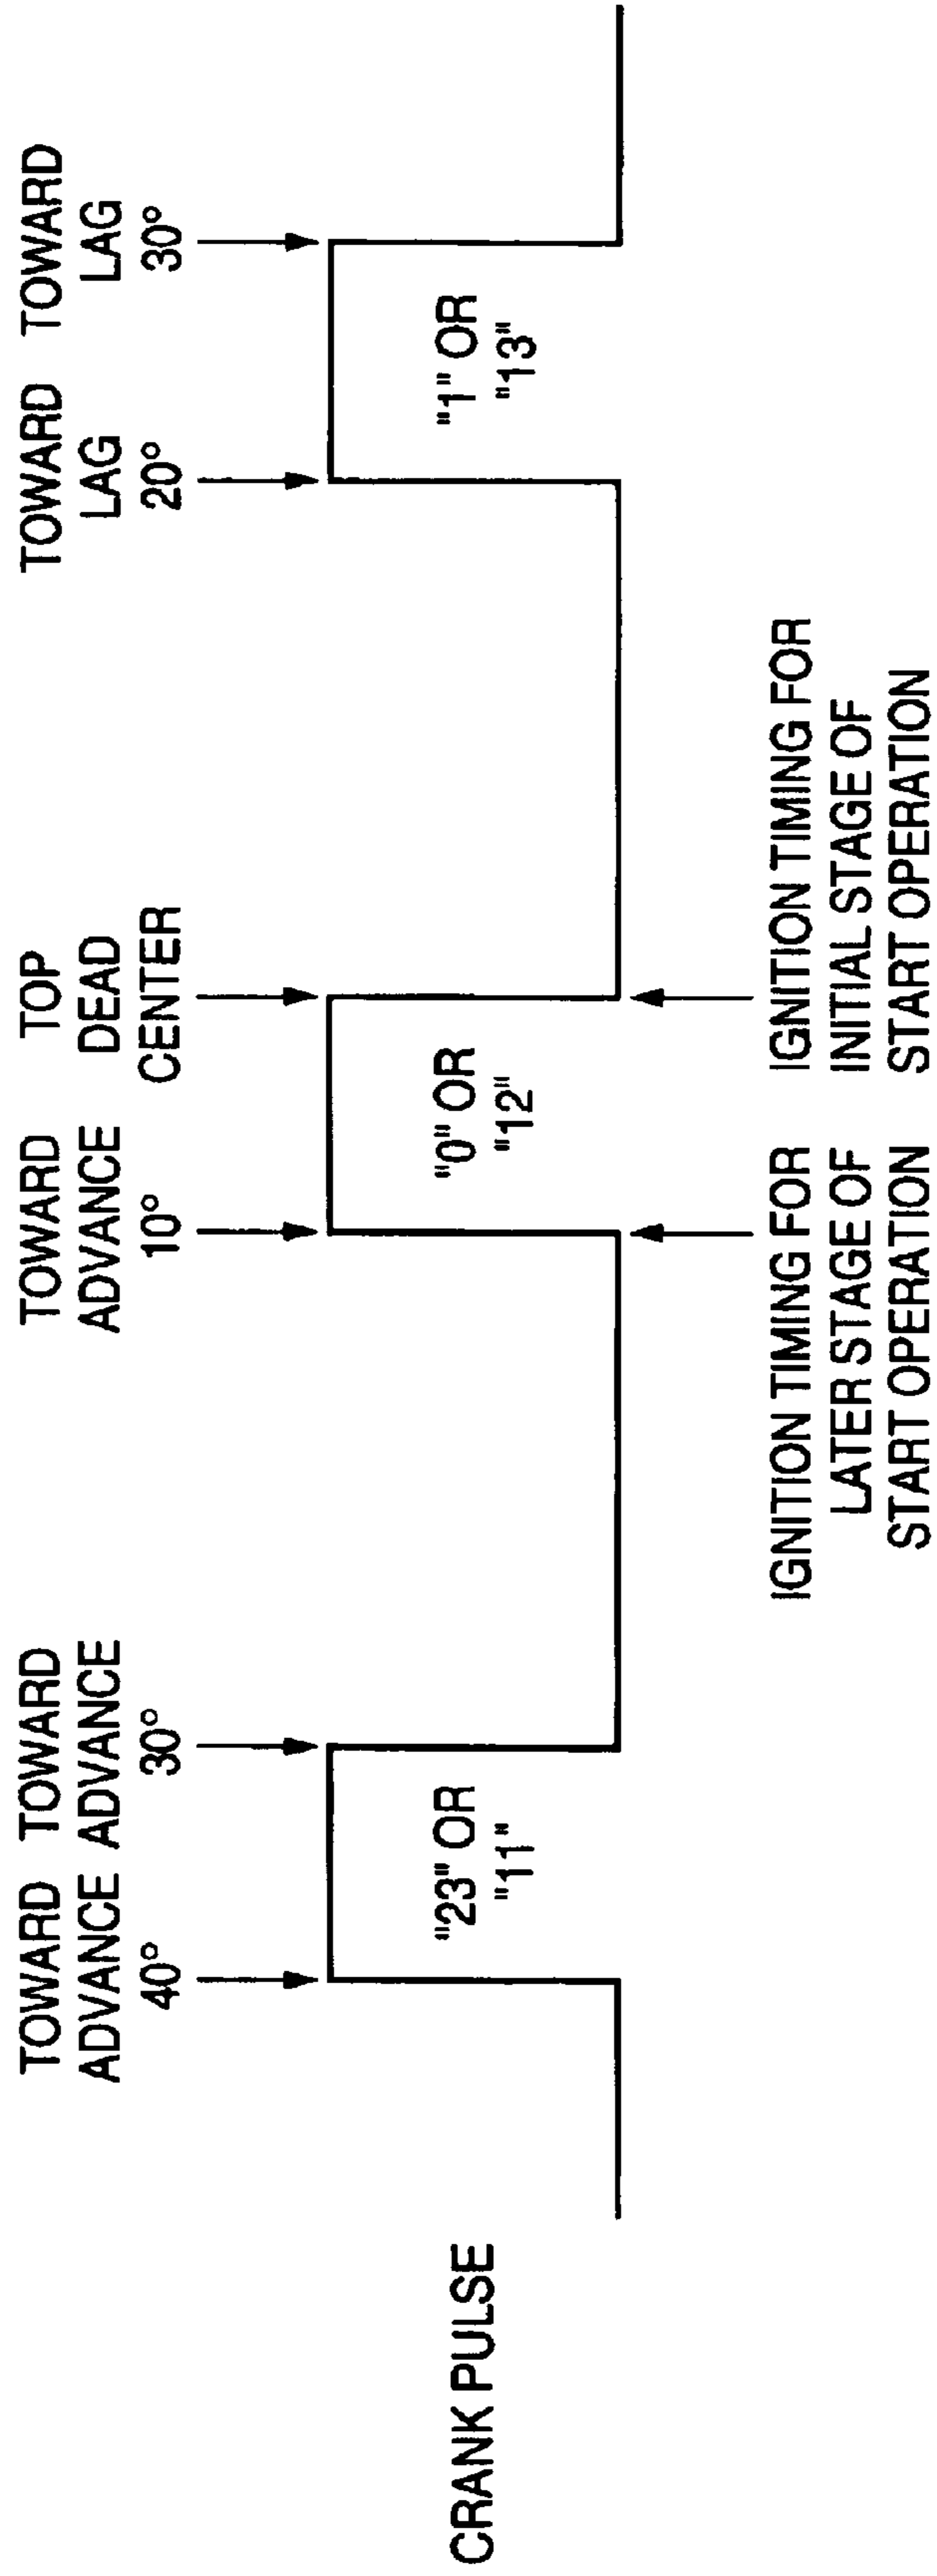 TOWARD
ADVANCE
40°
TOWARD
ADVANCE
30°
TOWARD
ADVANCE
10°
TOP
DEAD
CENTER
TOWARD
LAG
20°
TOWARD
LAG
30°
CRANK PULSE
"23" OR
"11"
"0" OR
"12"
"1" OR
"13"
IGNITION TIMING FOR
LATER STAGE OF
START OPERATION
IGNITION TIMING FOR
INITIAL STAGE OF
START OPERATION